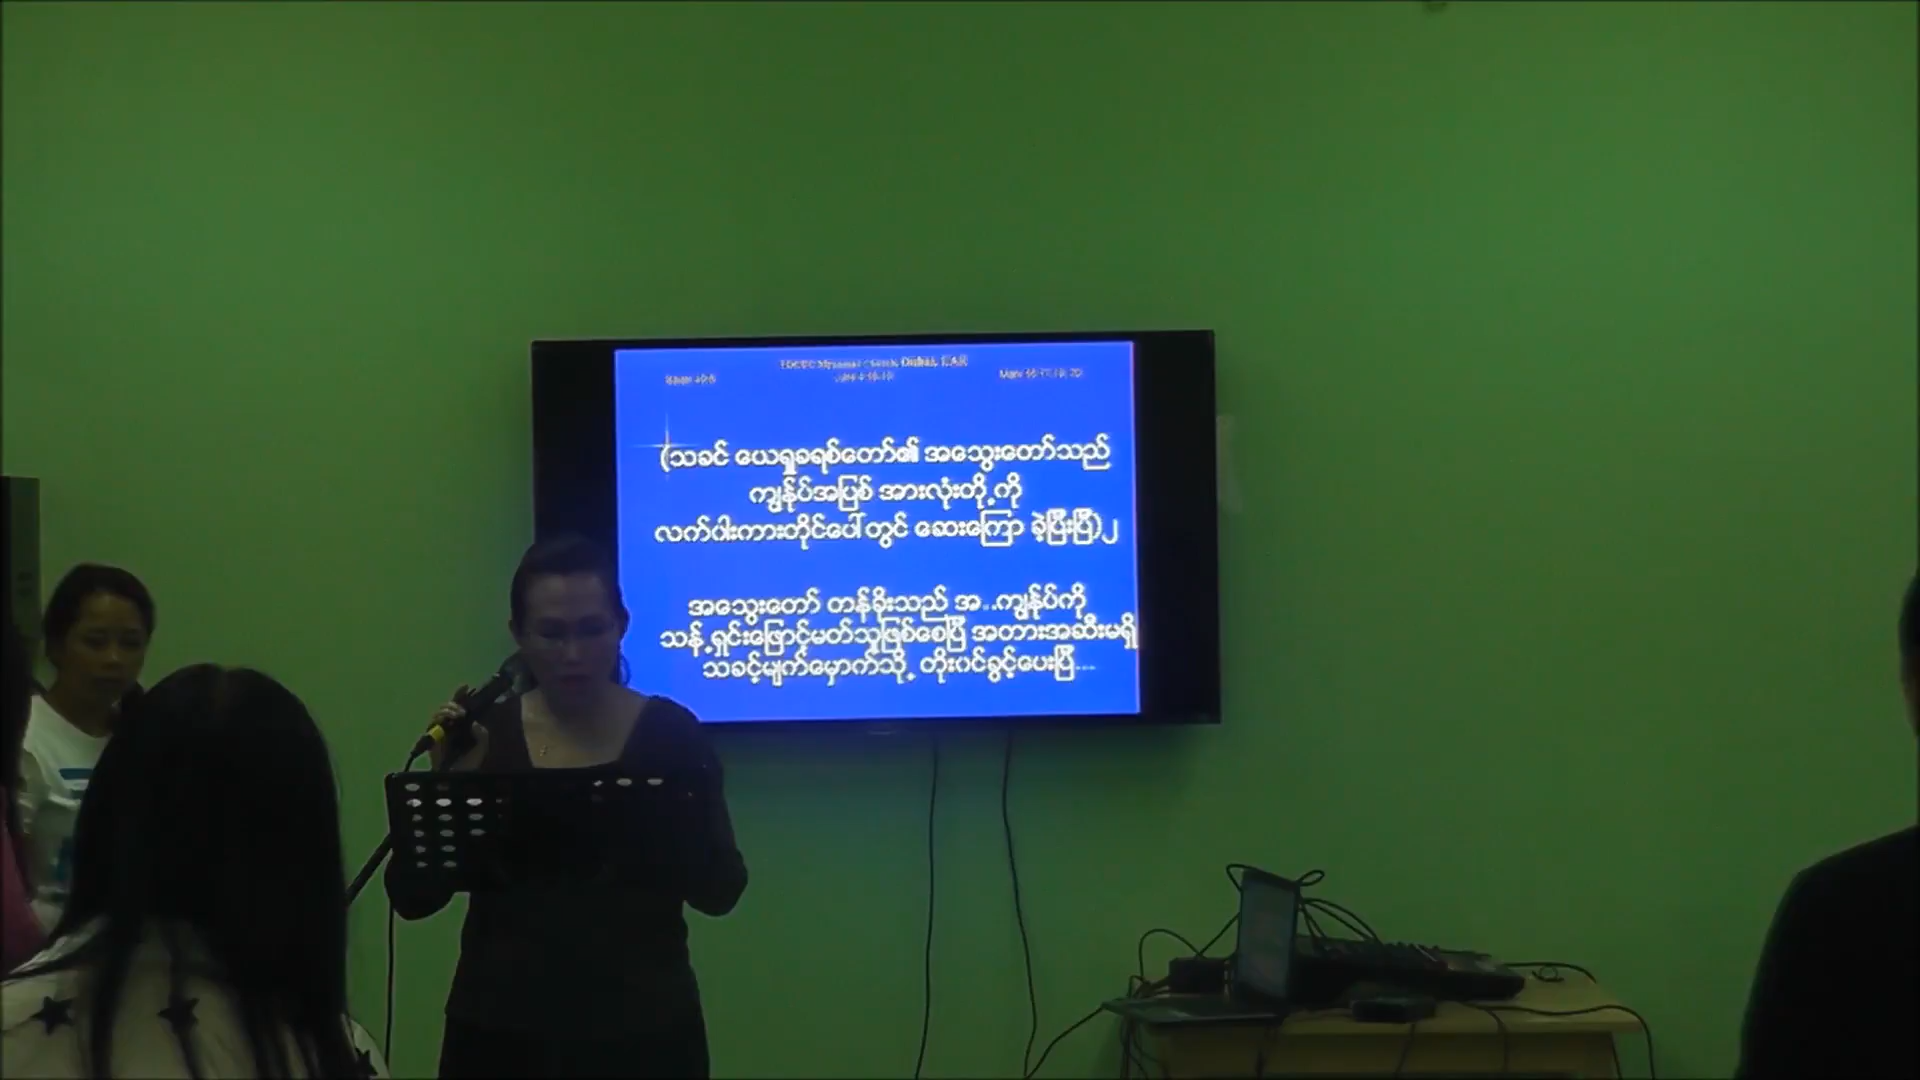 Myanmar Church, Dubai, UAE
(သခင် ယေရှုခရစ်တော်၏ အသွေးတော်သည်
ကျွန်ုပ်အပြစ် အားလုံးတို့ကို
လက်ဝါးကားတိုင်ပေါ်တွင် ဆေးကြော ခဲ့ပြီးပြီ)၂
အသွေးတော် တန်ခိုးသည် အ...ကျွန်ုပ်ကို
သန့်ရှင်းဖြောင့်မတ်သူဖြစ်စေပြီ အတားအဆီးမရှိ
သခင့်မျက်မှောက်သို့ တိုးဝင်ခွင့်ပေးပြီ...